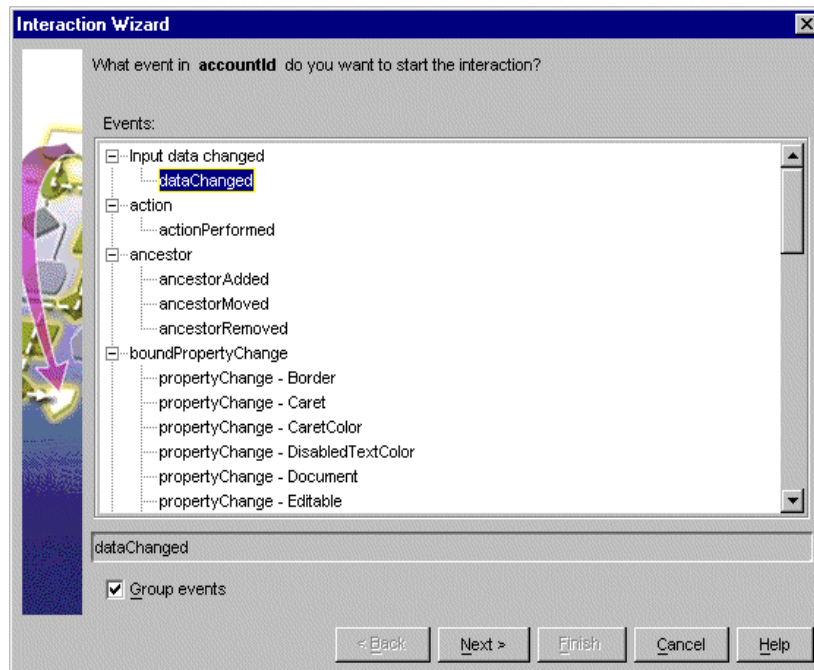 Interaction Wizard
What event in accountId do you want to start the interaction?
Events:
Input data changed
dataChanged
action
actionPerformed
ancestor
ancestorAdded
ancestorMoved
ancestorRemoved
boundPropertyChange
propertyChange - Border
propertyChange - Caret
propertyChange - CaretColor
propertyChange - DisabledTextColor
propertyChange - Document
propertyChange - Editable
dataChanged
Group events
< Back Next > Finish Cancel Help